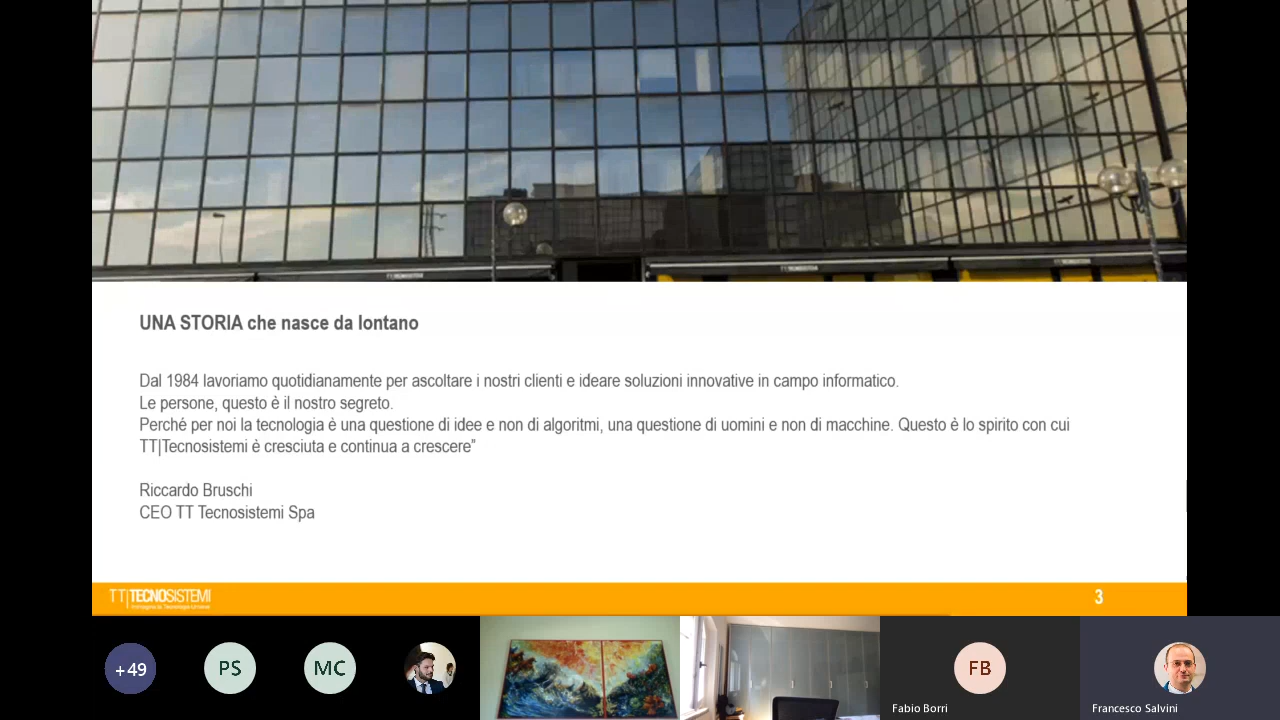 TT|TECNOSISTEMI
UNA STORIA che nasce da lontano
Dal 1984 lavoriamo quotidianamente per ascoltare i nostri clienti e ideare soluzioni innovative in campo informatico.
Le persone, questo è il nostro segreto.
Perché per noi la tecnologia è una questione di idee e non di algoritmi, una questione di uomini e non di macchine. Questo è lo spirito con cui
TT|Tecnosistemi è cresciuta e continua a crescere”
Riccardo Bruschi
CEO TT Tecnosistemi Spa
TT|TECNOSISTEMI
3
+49
PS
MC
FB
Fabio Borri
Francesco Salvini